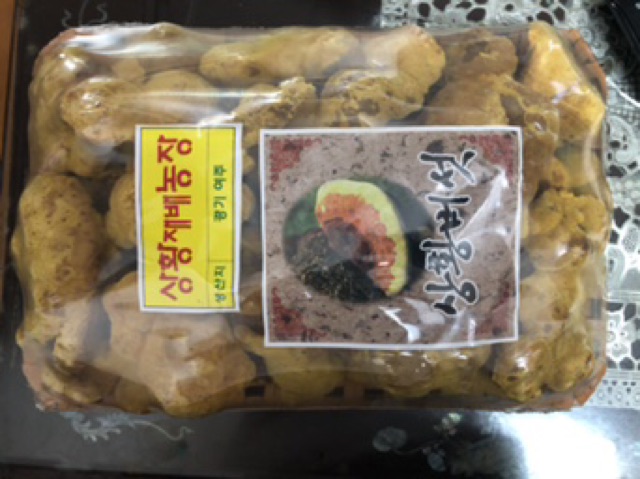 상황버섯
상황재배농장
생산지 경기 여주